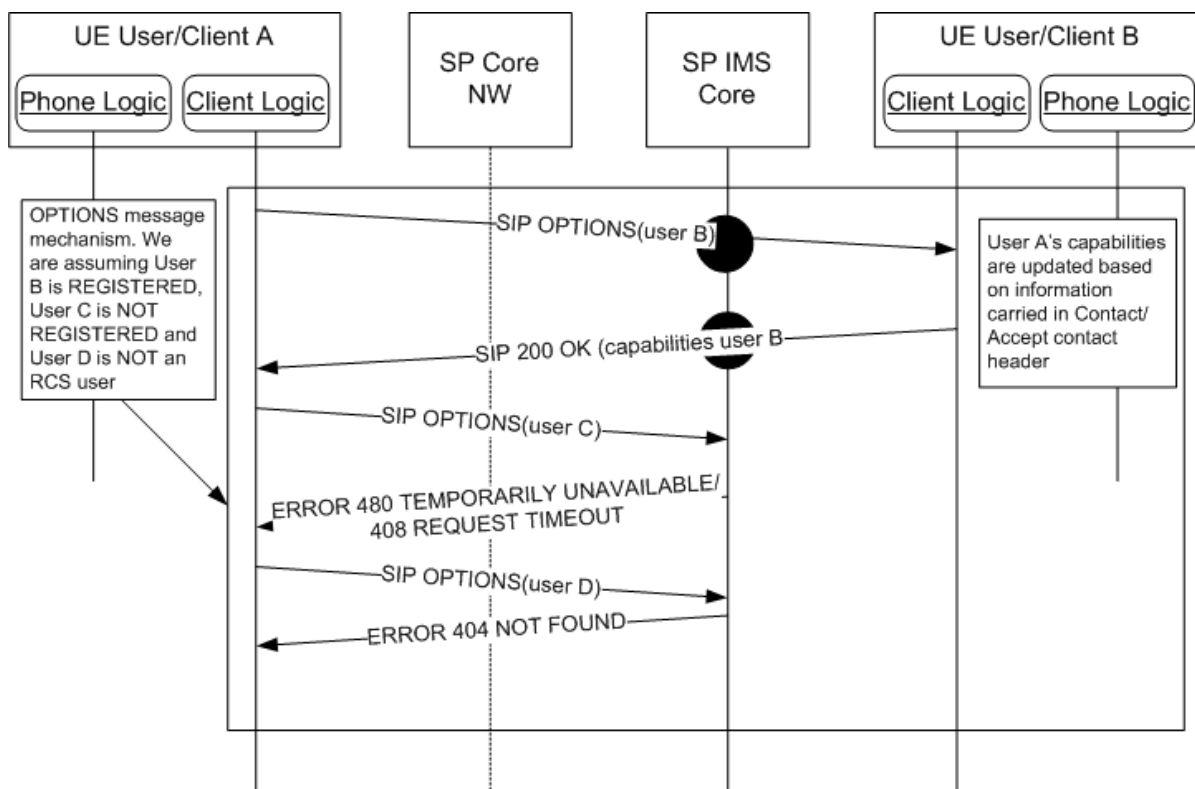 UE User/Client A
Phone Logic
Client Logic
SP Core
NW
SP IMS
Core
UE User/Client B
Client Logic
Phone Logic
OPTIONS message
mechanism. We
are assuming User
B is REGISTERED,
User C is NOT
REGISTERED and
User D is NOT an
RCS user
SIP OPTIONS(user B)
User A's capabilities
are updated based
on information
carried in Contact/
Accept contact
header
SIP 200 OK (capabilities user B
SIP OPTIONS(user C)
ERROR 480 TEMPORARILY UNAVAILABLE/
408 REQUEST TIMEOUT
SIP OPTIONS(user D)
ERROR 404 NOT FOUND